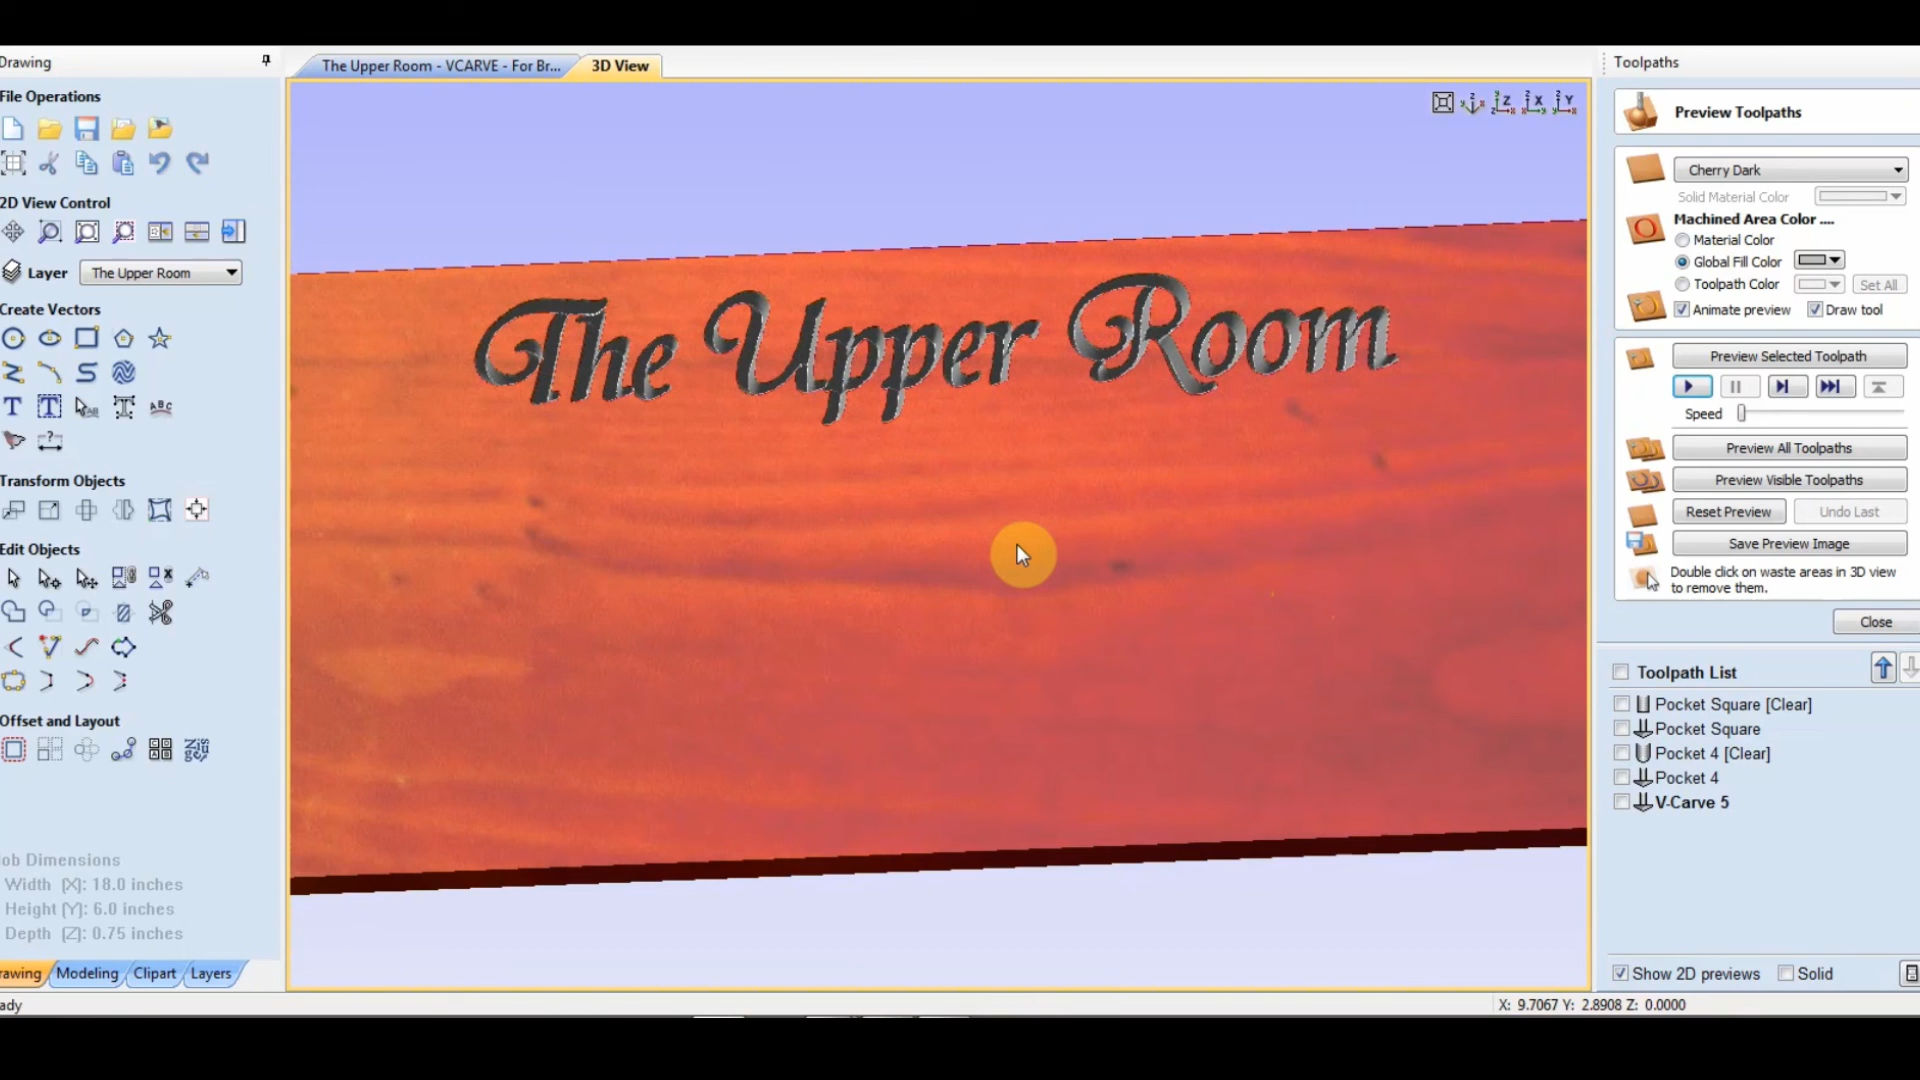 Drawing
File Operations
2D View Control
Layer The Upper Room
Create Vectors
Transform Objects
Edit Objects
Offset and Layout
ob Dimensions
Width (X): 18.0 inches
Height (Y): 6.0 inches
Depth (Z): 0.75 inches
rawing Modeling Clipart Layers
ady
The Upper Room - VCARVE - For Br... 3D View
The Upper Room
Toolpaths
Preview Toolpaths
Cherry Dark
Solid Material Color
Machined Area Color ....
Material Color
Global Fill Color
Toolpath Color Set All
Animate preview Draw tool
Preview Selected Toolpath
Speed
Preview All Toolpaths
Preview Visible Toolpaths
Reset Preview Undo Last
Save Preview Image
Double click on waste areas in 3D view
to remove them.
Close
Toolpath List
Pocket Square [Clear]
Pocket Square
Pocket 4 [Clear]
Pocket 4
V-Carve 5
Show 2D previews Solid
X: 9.7067 Y: 2.8908 Z: 0.0000